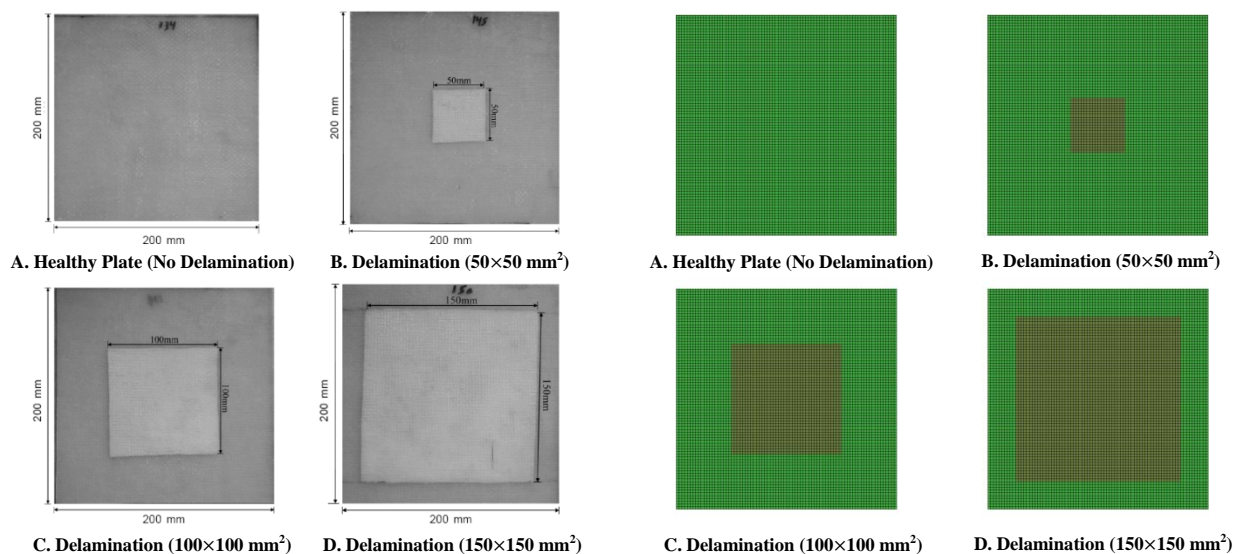 234
145
50mm
50mm
200 mm
200 mm
200 mm
200 mm
A. Healthy Plate (No Delamination)
B. Delamination (50×50 mm²)
A. Healthy Plate (No Delamination)
B. Delamination (50×50 mm²)
150mm
100mm
100mm
150mm
200 mm
200 mm
200 mm
200 mm
C. Delamination (100×100 mm²)
D. Delamination (150×150 mm²)
C. Delamination (100×100 mm²)
D. Delamination (150×150 mm²)